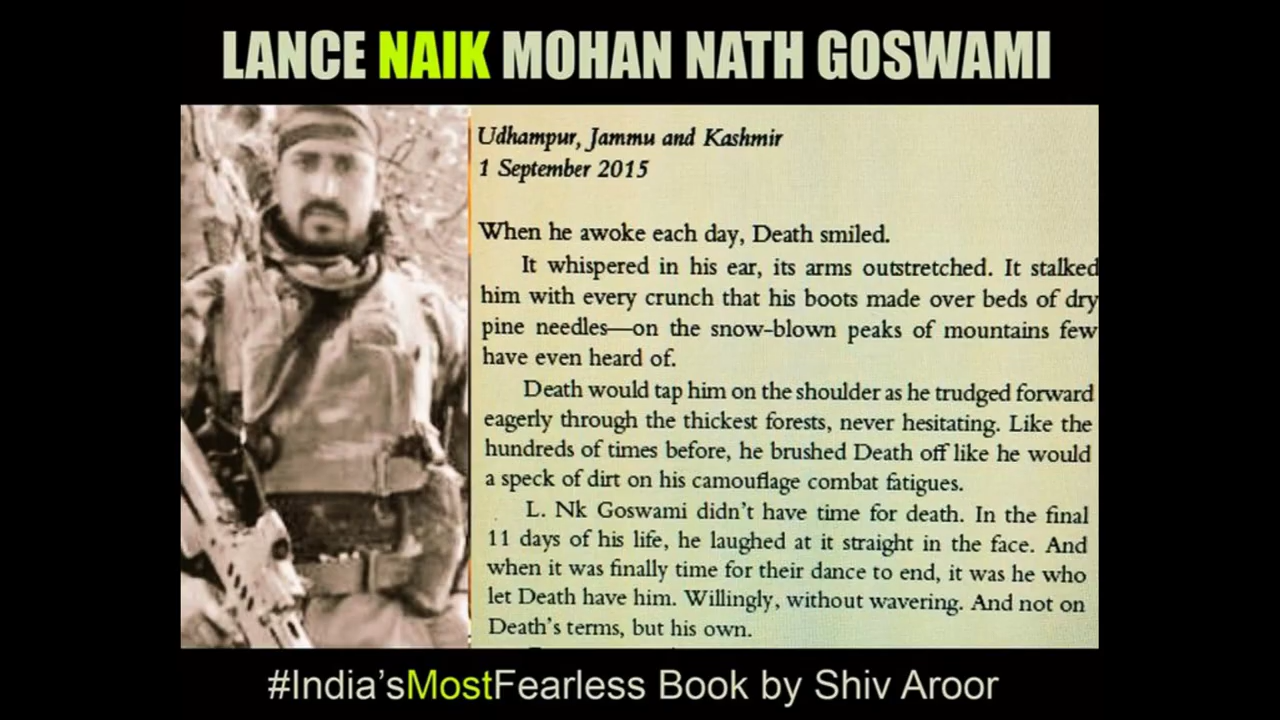 LANCE NAIK MOHAN NATH GOSWAMI
Udhampur, Jammu and Kashmir
1 September 2015
When he awoke each day, Death smiled.
It whispered in his ear, its arms outstretched. It stalked
him with every crunch that his boots made over beds of dry
pine needles—on the snow-blown peaks of mountains few
have even heard of.
Death would tap him on the shoulder as he trudged forward
eagerly through the thickest forests, never hesitating. Like the
hundreds of times before, he brushed Death off like he would
a speck of dirt on his camouflage combat fatigues.
L. Nk Goswami didn't have time for death. In the final
11 days of his life, he laughed at it straight in the face. And
when it was finally time for their dance to end, it was he who
let Death have him. Willingly, without wavering. And not on
Death's terms, but his own.
#India'sMostFearless Book by Shiv Aroor